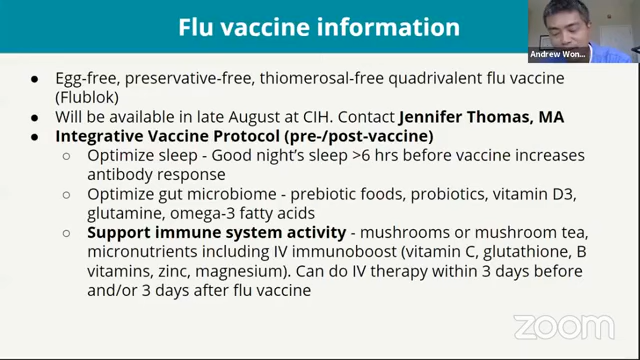 Flu vaccine information
Andrew Won...
● Egg-free, preservative-free, thiomerosal-free quadrivalent flu vaccine
(Flublok)
● Will be available in late August at CIH. Contact Jennifer Thomas, MA
● Integrative Vaccine Protocol (pre-/post-vaccine)
○ Optimize sleep - Good night's sleep >6 hrs before vaccine increases
antibody response
○ Optimize gut microbiome - prebiotic foods, probiotics, vitamin D3,
glutamine, omega-3 fatty acids
○ Support immune system activity - mushrooms or mushroom tea,
micronutrients including IV immunoboost (vitamin C, glutathione, B
vitamins, zinc, magnesium). Can do IV therapy within 3 days before
and/or 3 days after flu vaccine
zoom